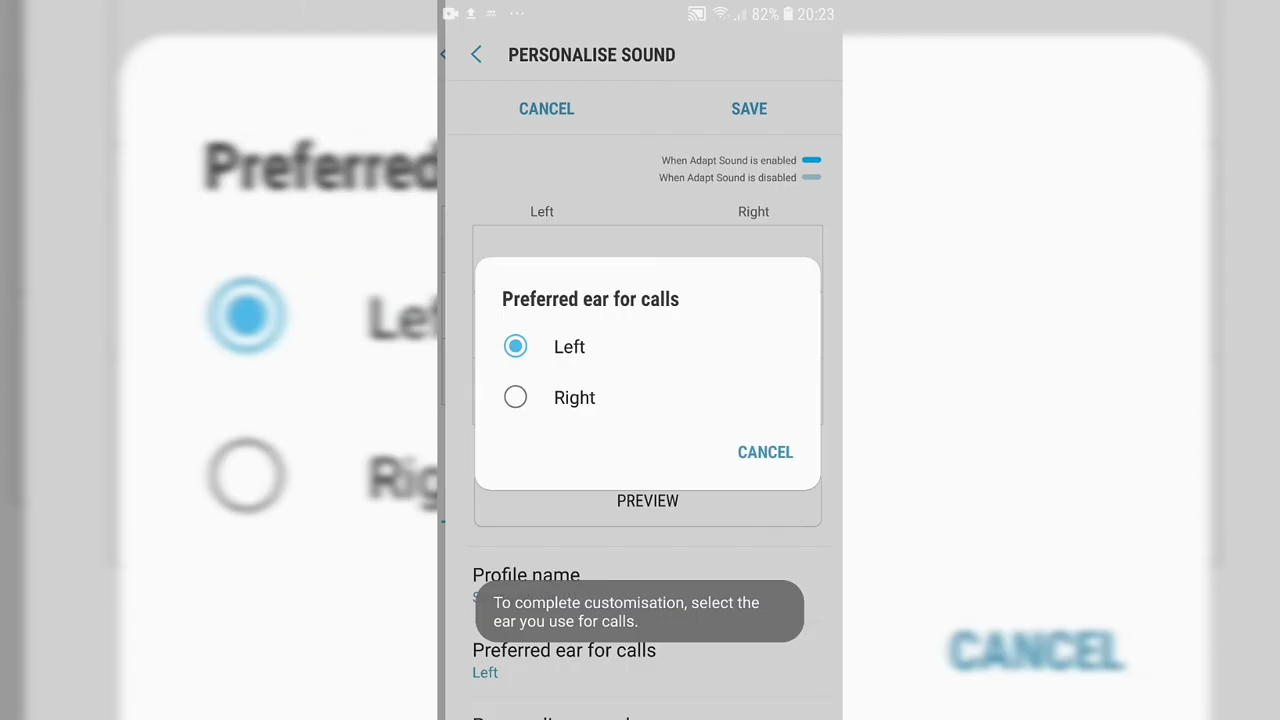 82% 20:23
PERSONALISE SOUND
CANCEL SAVE
When Adapt Sound is enabled
When Adapt Sound is disabled
Left Right
Preferred ear for calls
Left
Right
CANCEL
PREVIEW
Profile name
To complete customisation, select the
ear you use for calls.
Preferred ear for calls
Left
Preferred
CANCEL